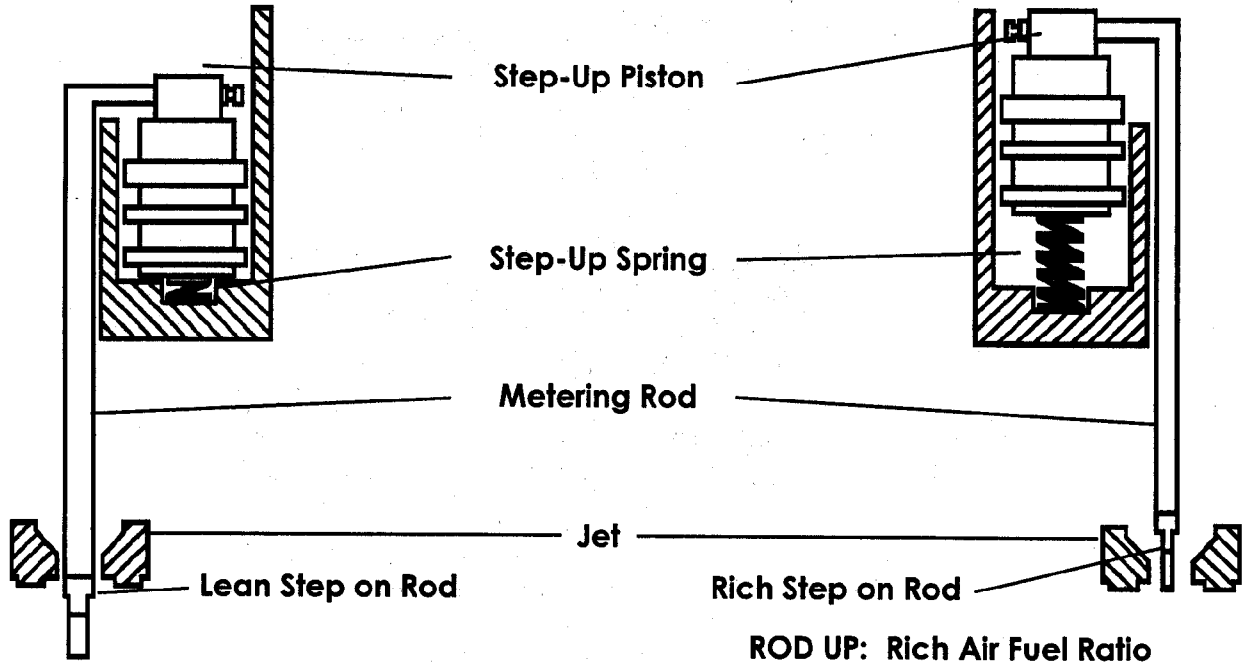 Step-Up Piston
Step-Up Spring
Metering Rod
Jet
Lean Step on Rod
Rich Step on Rod
ROD UP: Rich Air Fuel Ratio